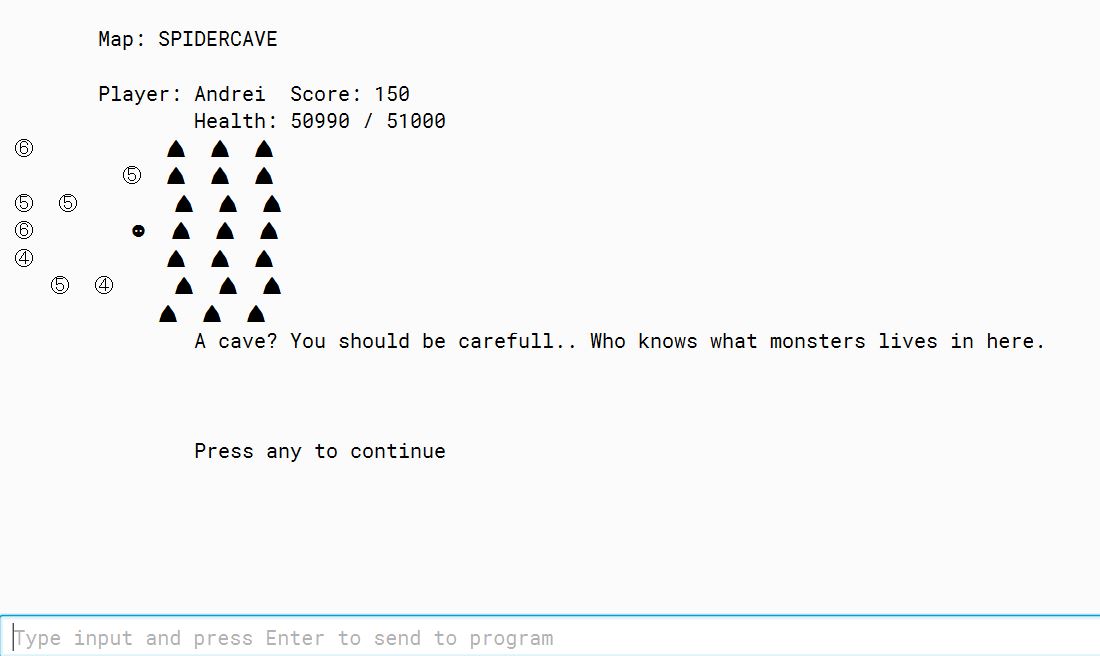 Map: SPIDERCAVE
Player: Andrei  Score: 150
Health: 50990 / 51000
⑥ ▲ ▲ ▲
⑤ ▲ ▲ ▲
⑤ ⑤ ▲ ▲ ▲
⑥ ☻ ▲ ▲ ▲
④ ▲ ▲ ▲
⑤ ④ ▲ ▲ ▲
▲ ▲ ▲
A cave? You should be carefull.. Who knows what monsters lives in here.
Press any to continue
Type input and press Enter to send to program